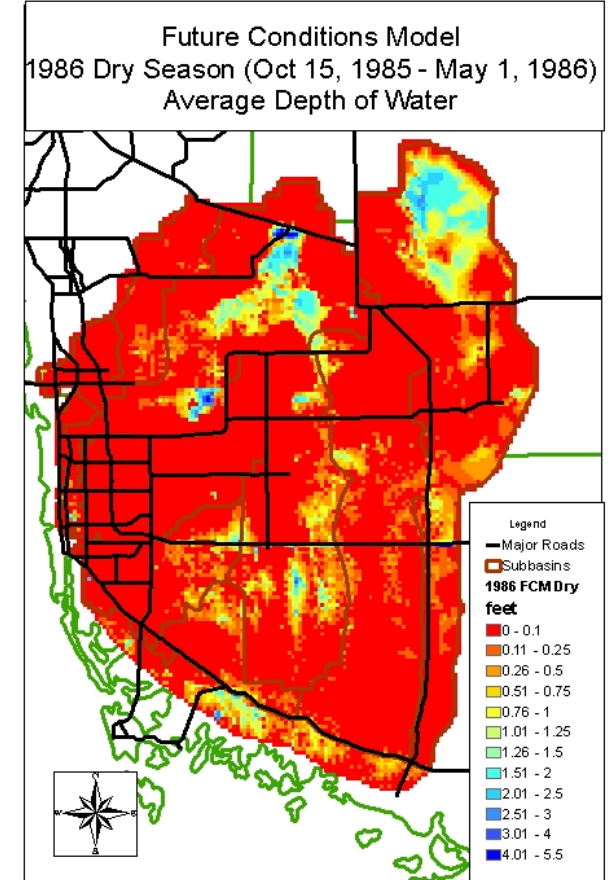 Future Conditions Model
1986 Dry Season (Oct 15, 1985 - May 1, 1986)
Average Depth of Water
Legend
Major Roads
Subbasins
1986 FCM Dry
feet
0 - 0.1
0.11 - 0.25
0.26 - 0.5
0.51 - 0.75
0.76 - 1
1.01 - 1.25
1.26 - 1.5
1.51 - 2
2.01 - 2.5
2.51 - 3
3.01 - 4
4.01 - 5.5